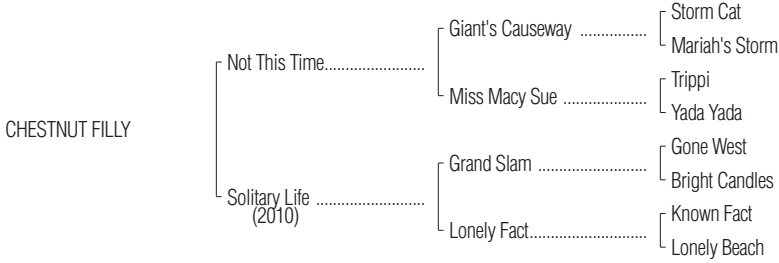 Storm Cat
Giant's Causeway ................
Mariah's Storm
Not This Time........................
Trippi
Miss Macy Sue ....................
Yada Yada
CHESTNUT FILLY
Gone West
Grand Slam ..........................
Bright Candles
Solitary Life ..........................
(2010)
Known Fact
Lonely Fact............................
Lonely Beach